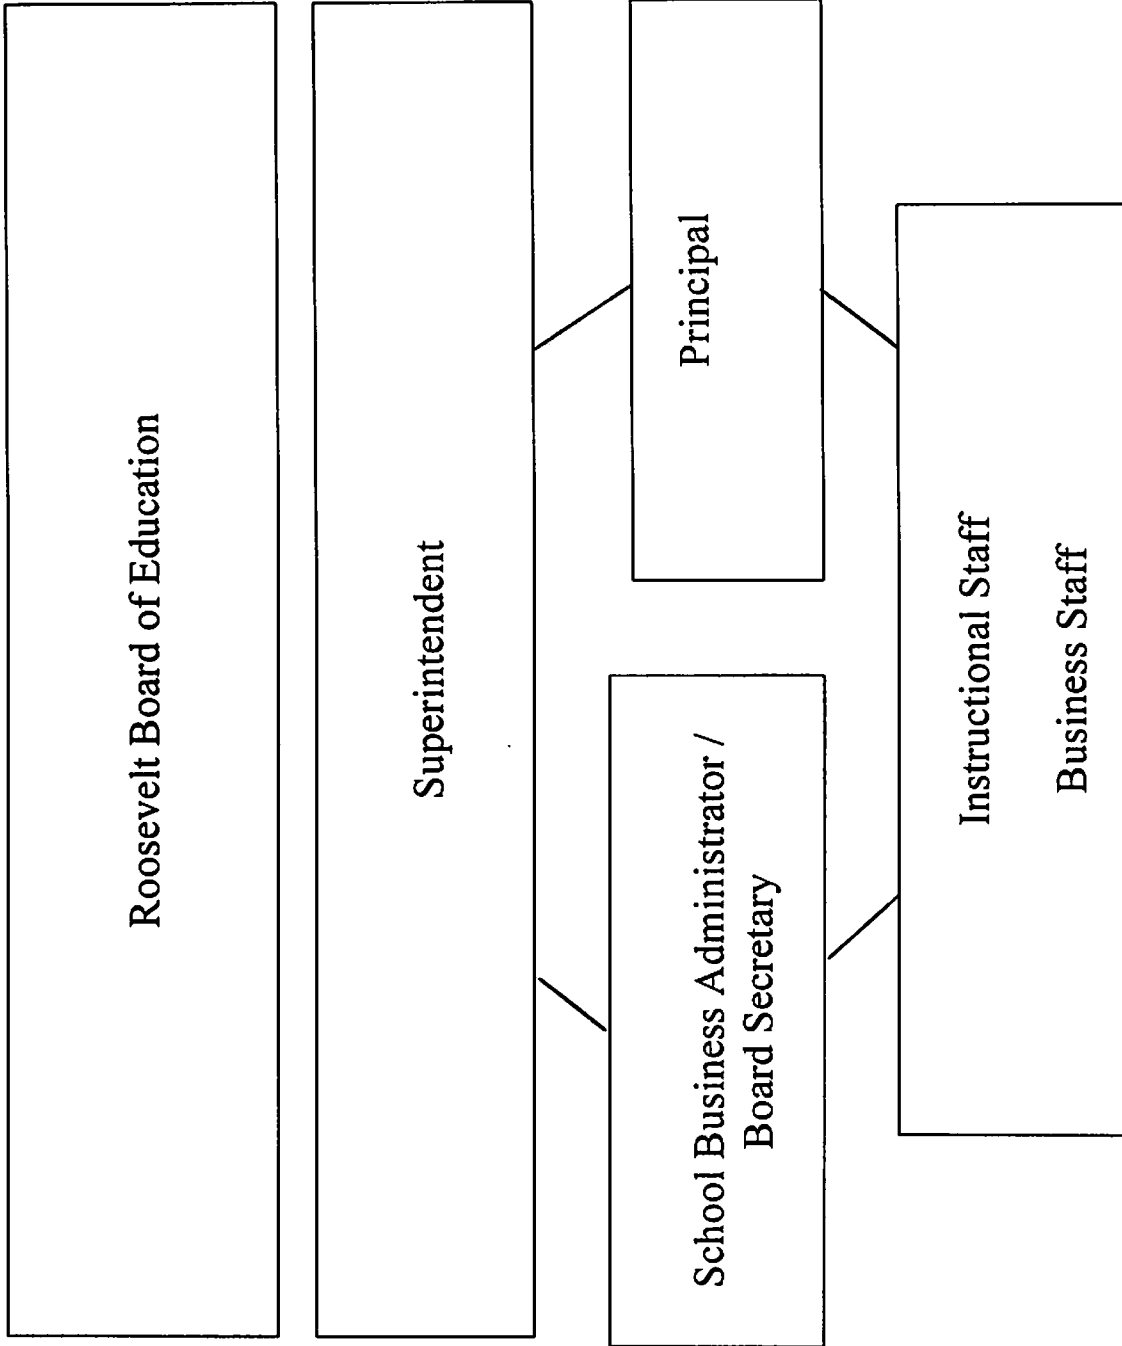 Roosevelt Board of Education
Superintendent
School Business Administrator /
Board Secretary
Principal
Instructional Staff
Business Staff